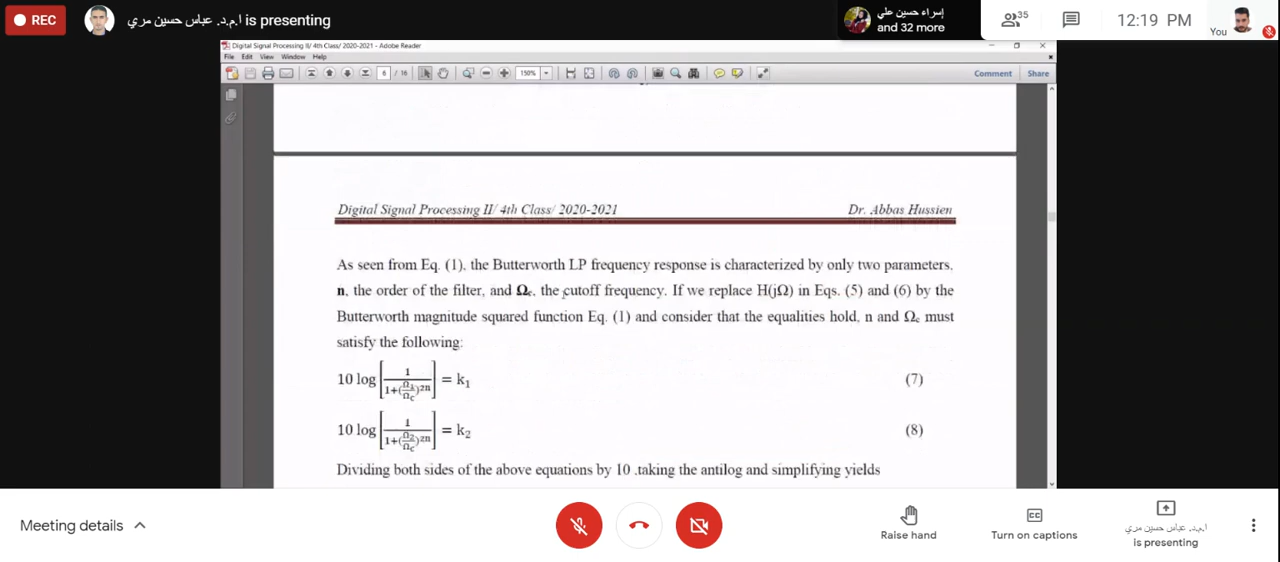 REC
ا.م.د. عباس حسين مري is presenting
إسراء حسين علي
and 32 more
35
12:19 PM
You
Digital Signal Processing II/ 4th Class/ 2020-2021 - Adobe Reader
File Edit View Window Help
6 / 16
150%
Comment
Share
Digital Signal Processing II/ 4th Class/ 2020-2021 Dr. Abbas Hussien
As seen from Eq. (1), the Butterworth LP frequency response is characterized by only two parameters,
n, the order of the filter, and Ωc, the cutoff frequency. If we replace H(jΩ) in Eqs. (5) and (6) by the
Butterworth magnitude squared function Eq. (1) and consider that the equalities hold, n and Ωc must
satisfy the following:
10 log[1/(1+(Ω1/Ωc)^2n)] = k1 (7)
10 log[1/(1+(Ω2/Ωc)^2n)] = k2 (8)
Dividing both sides of the above equations by 10 ,taking the antilog and simplifying yields
Meeting details
Raise hand
Turn on captions
ا.م.د. عباس حسين مري
is presenting